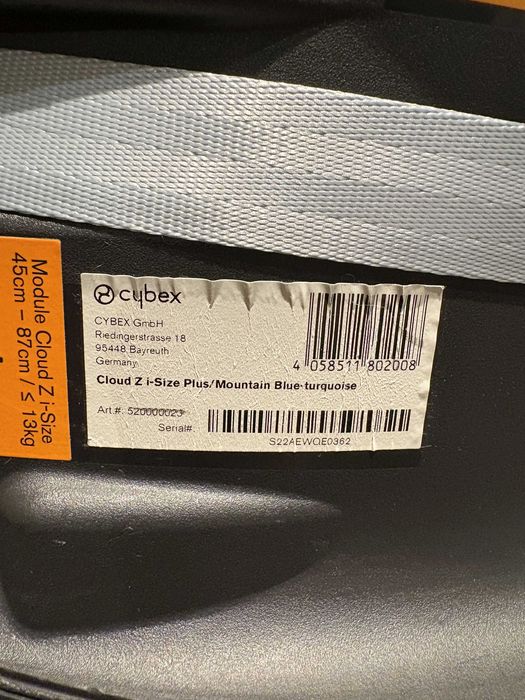 Module Cloud Z i-Size
45cm – 87cm / ≤ 13kg
cybex
CYBEX GmbH
Riedingerstrasse 18
95448 Bayreuth
Germany
4 058511 802008
Cloud Z i-Size Plus/Mountain Blue-turquoise
Art.#: 520000023
Serial#:
S22AEWQE0362